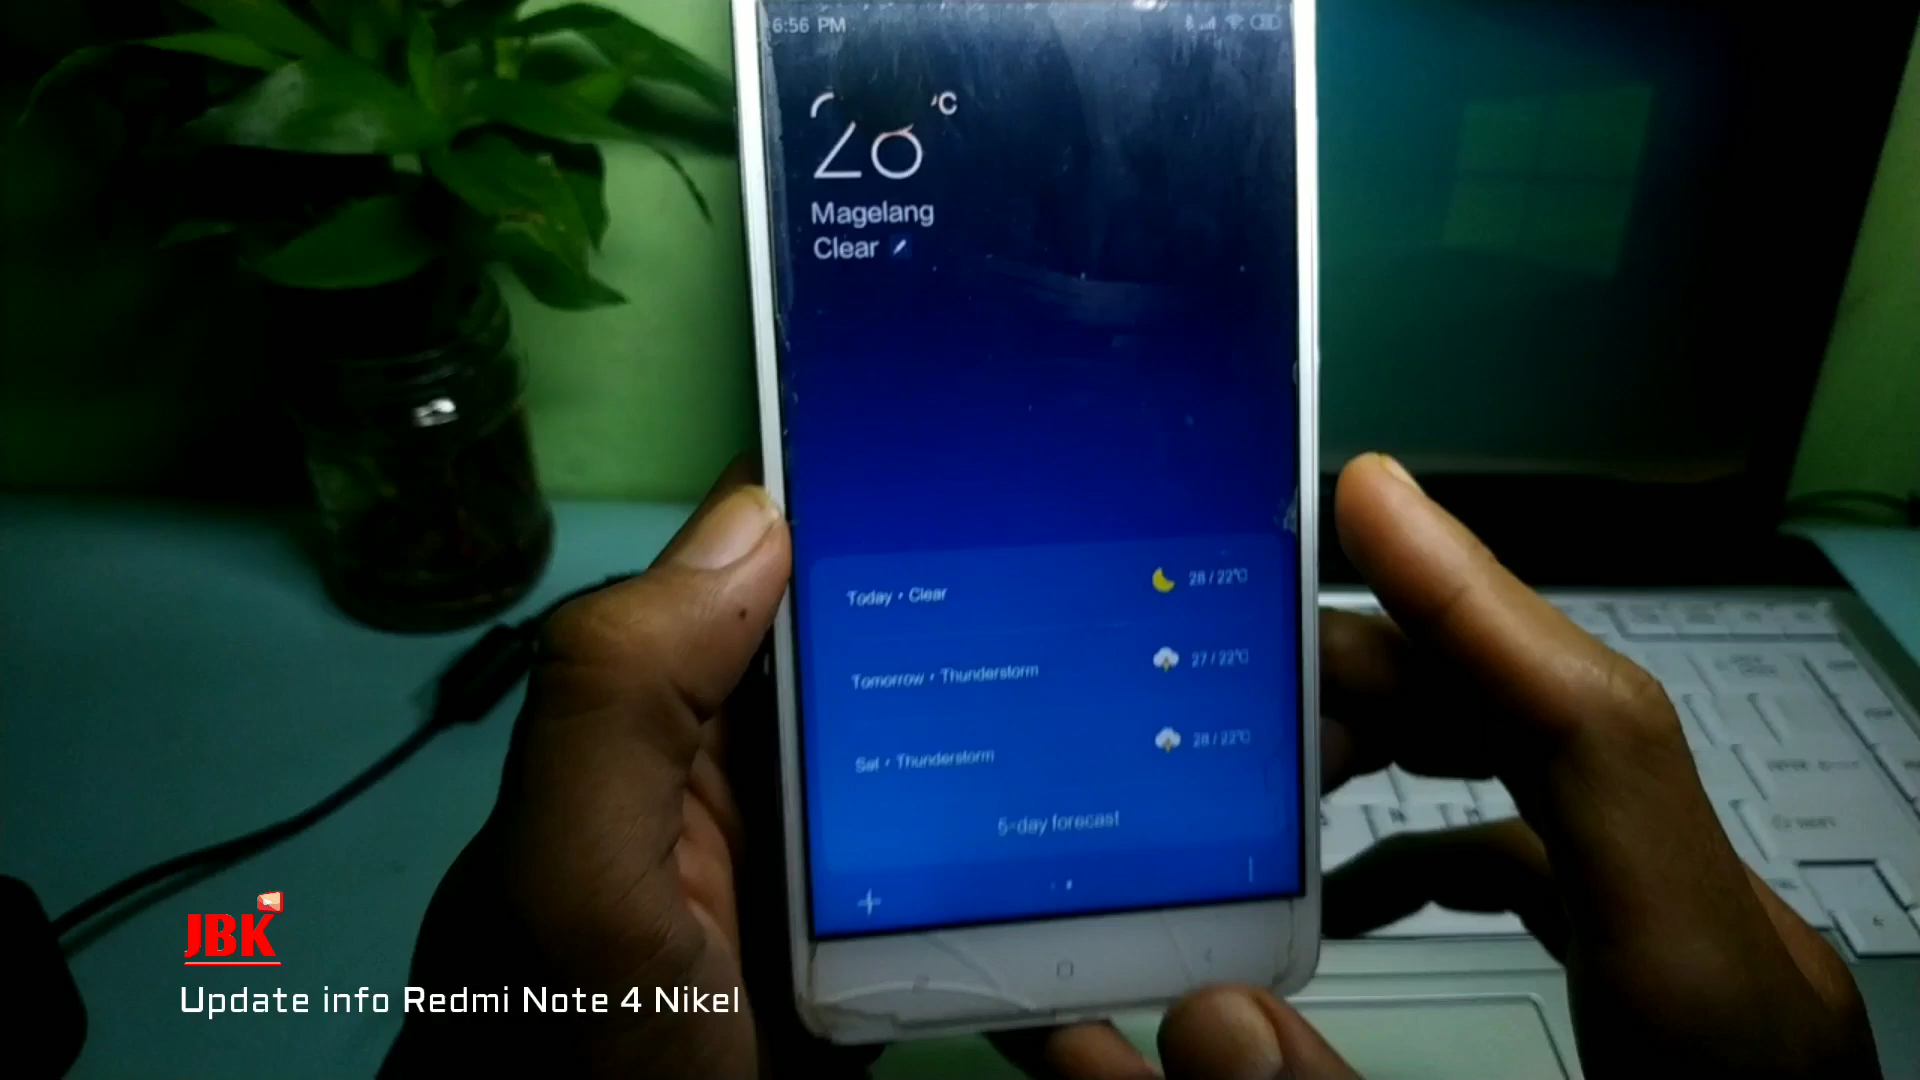 6:56 PM
°C
Magelang
Clear
Today • Clear 28 / 22°C
Tomorrow • Thunderstorm 27 / 22°C
Sat • Thunderstorm 28 / 22°C
5-day forecast
JBK
Update info Redmi Note 4 Nikel